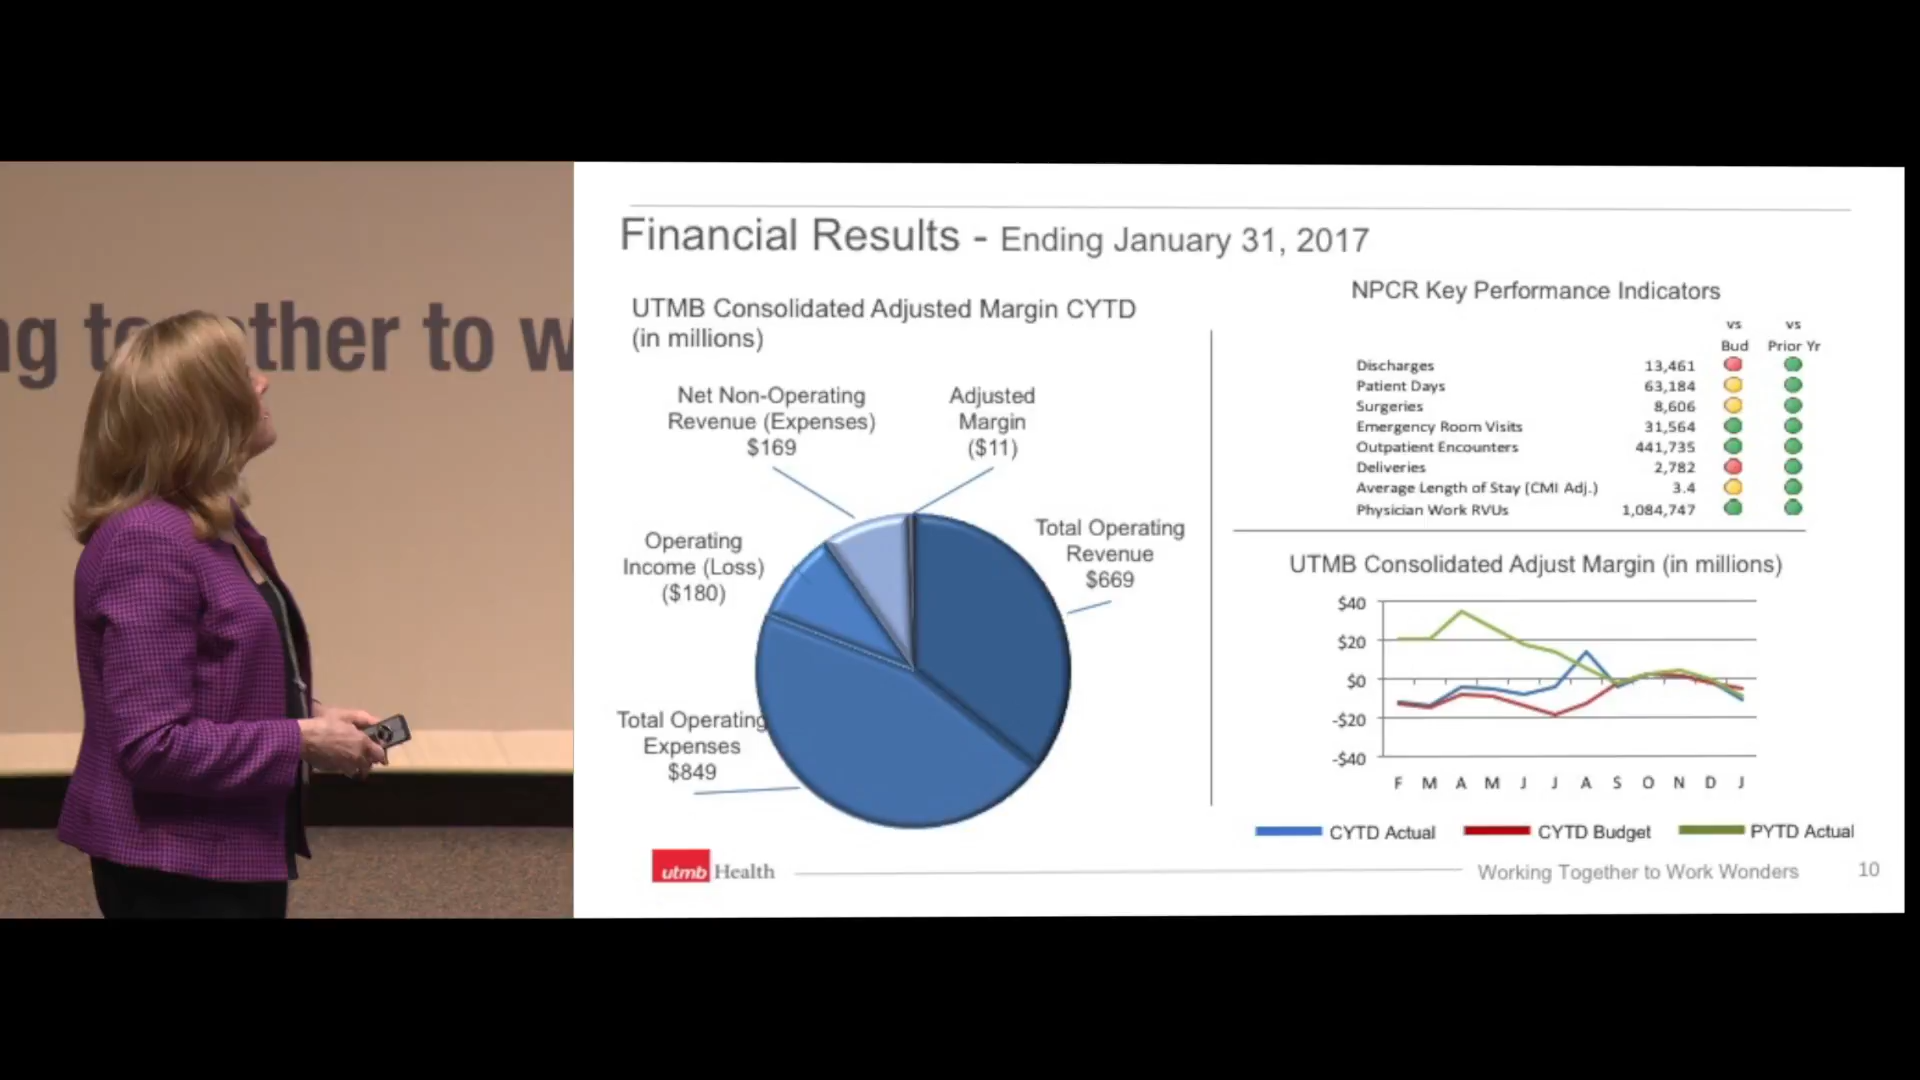 ng together to w
Financial Results - Ending January 31, 2017
UTMB Consolidated Adjusted Margin CYTD
(in millions)
Net Non-Operating
Revenue (Expenses)
$169
Adjusted
Margin
($11)
Total Operating
Revenue
$669
Operating
Income (Loss)
($180)
Total Operating
Expenses
$849
NPCR Key Performance Indicators
vs
Bud
vs
Prior Yr
Discharges 13,461
Patient Days 63,184
Surgeries 8,606
Emergency Room Visits 31,564
Outpatient Encounters 441,735
Deliveries 2,782
Average Length of Stay (CMI Adj.) 3.4
Physician Work RVUs 1,084,747
UTMB Consolidated Adjust Margin (in millions)
$40
$20
$0
-$20
-$40
F M A M J J A S O N D J
CYTD Actual CYTD Budget PYTD Actual
utmb Health
Working Together to Work Wonders 10